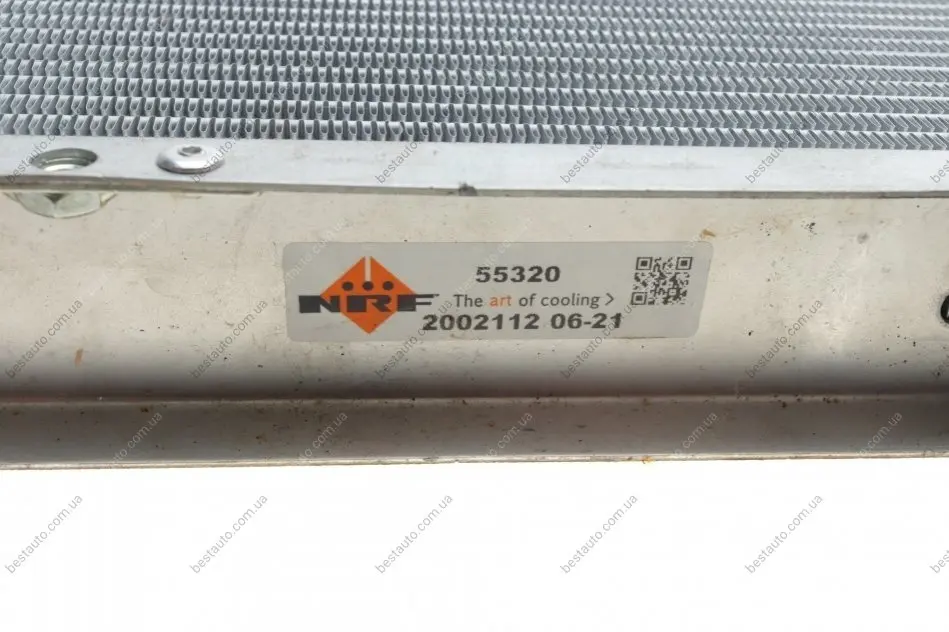 55320
NRF The art of cooling >
2002112 06-21
bestauto.com.ua